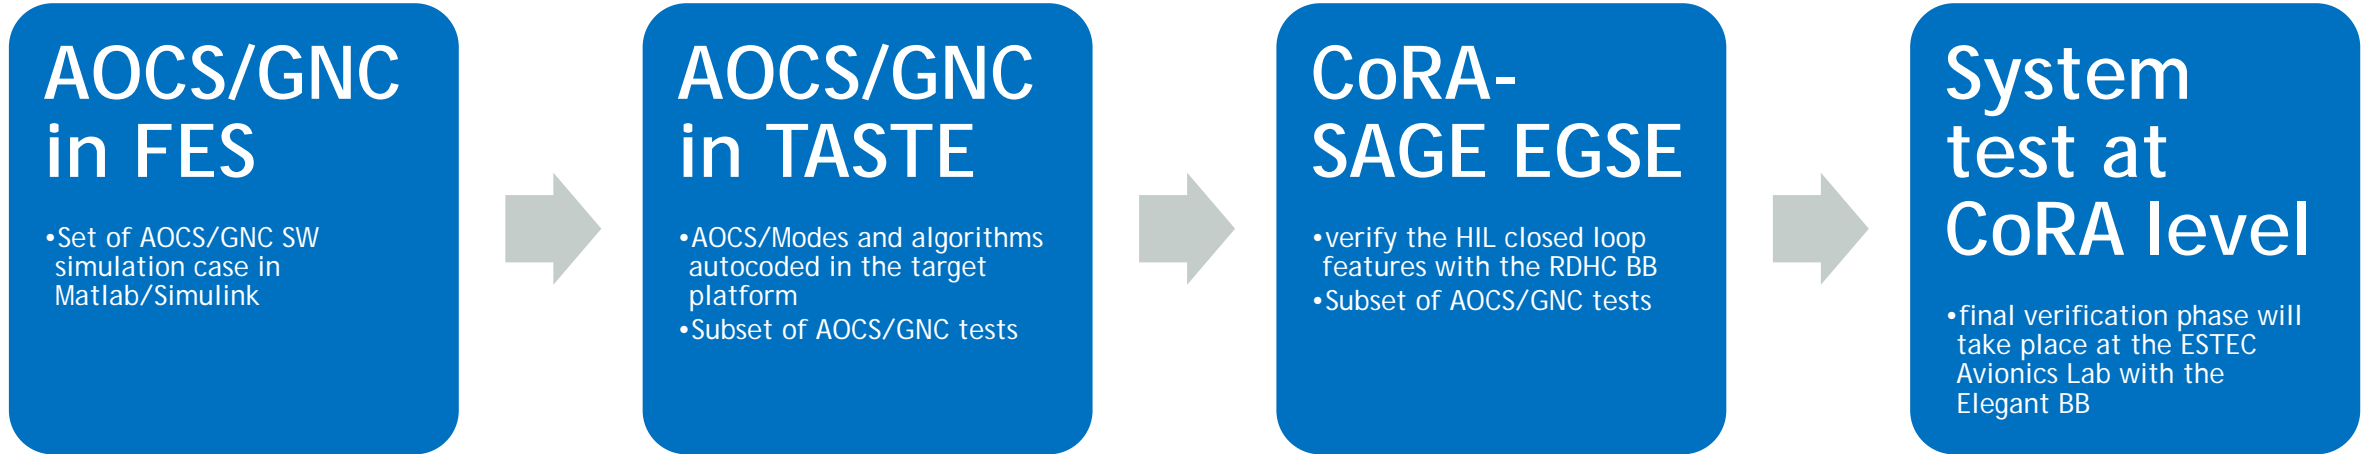 AOCS/GNC
in FES
•Set of AOCS/GNC SW
simulation case in
Matlab/Simulink
AOCS/GNC
in TASTE
•AOCS/Modes and algorithms
autocoded in the target
platform
•Subset of AOCS/GNC tests
CoRA-
SAGE EGSE
•verify the HIL closed loop
features with the RDHC BB
•Subset of AOCS/GNC tests
System
test at
CoRA level
•final verification phase will
take place at the ESTEC
Avionics Lab with the
Elegant BB